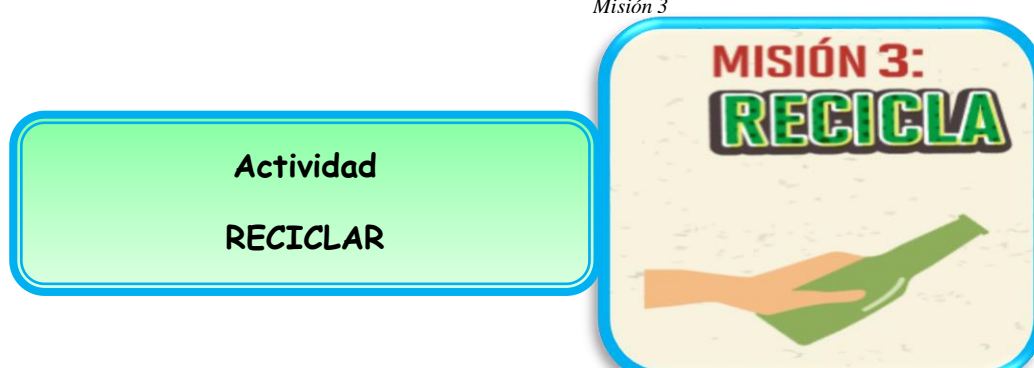 Misión 3
MISIÓN 3:
RECICLA
Actividad
RECICLAR